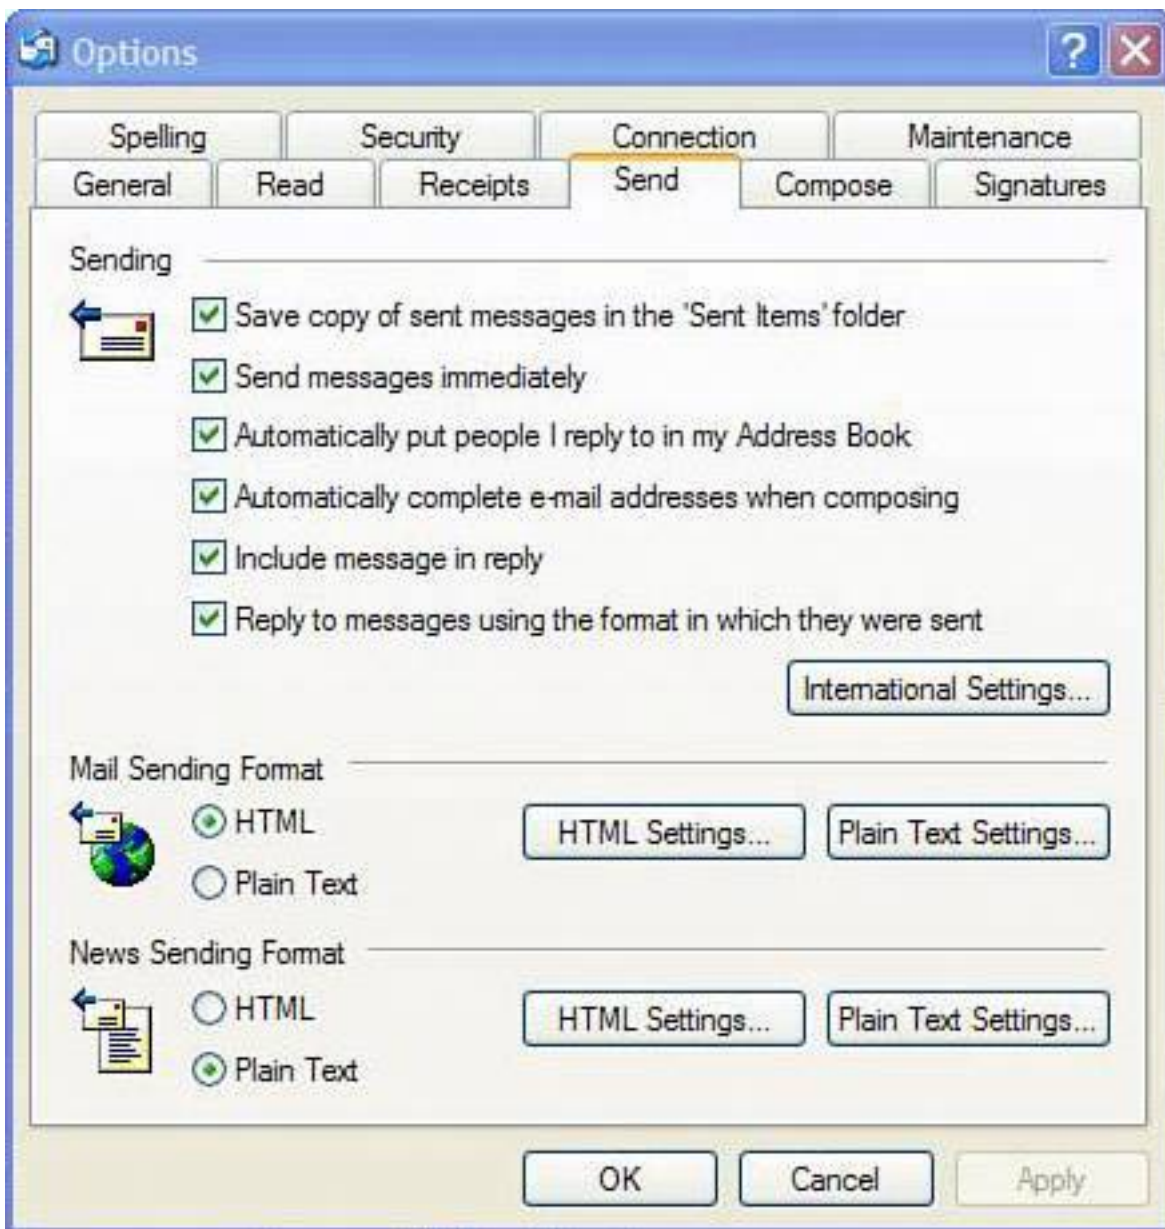 Options
Spelling Security Connection Maintenance
General Read Receipts Send Compose Signatures
Sending
Save copy of sent messages in the 'Sent Items' folder
Send messages immediately
Automatically put people I reply to in my Address Book
Automatically complete e-mail addresses when composing
Include message in reply
Reply to messages using the format in which they were sent
International Settings...
Mail Sending Format
HTML HTML Settings... Plain Text Settings...
Plain Text
News Sending Format
HTML HTML Settings... Plain Text Settings...
Plain Text
OK Cancel Apply